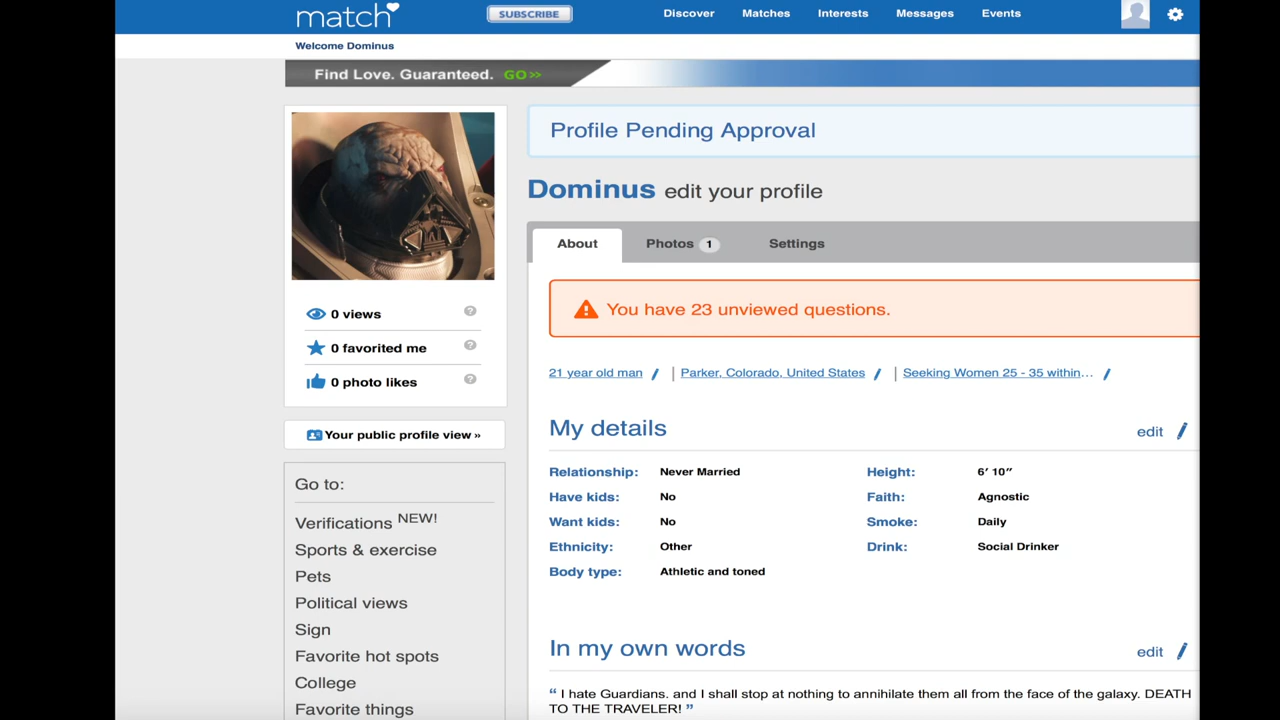 match
SUBSCRIBE
Discover
Matches
Interests
Messages
Events
Welcome Dominus
Find Love. Guaranteed. GO»
Profile Pending Approval
Dominus edit your profile
About
Photos 1
Settings
You have 23 unviewed questions.
0 views ?
0 favorited me ?
0 photo likes ?
Your public profile view »
21 year old man | Parker, Colorado, United States | Seeking Women 25 - 35 within...
My details edit
Relationship: Never Married
Height: 6′ 10″
Have kids: No
Faith: Agnostic
Want kids: No
Smoke: Daily
Ethnicity: Other
Drink: Social Drinker
Body type: Athletic and toned
Go to:
Verifications NEW!
Sports & exercise
Pets
Political views
Sign
Favorite hot spots
College
Favorite things
In my own words edit
“ I hate Guardians. and I shall stop at nothing to annihilate them all from the face of the galaxy. DEATH
TO THE TRAVELER! ”